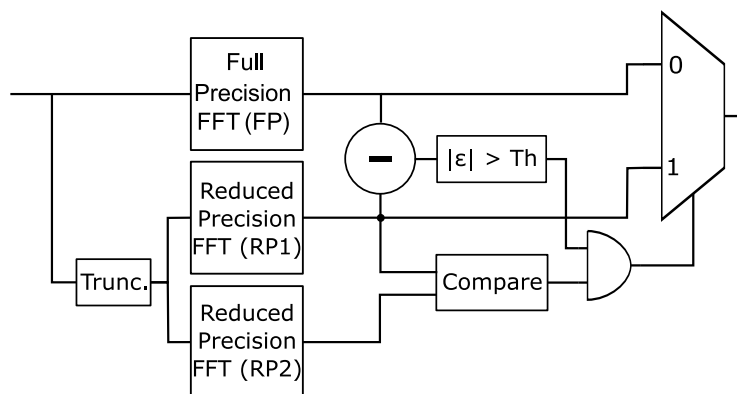 Full
Precision
FFT (FP)
0
−
|ε| > Th
1
Reduced
Precision
FFT (RP1)
Trunc.
Compare
Reduced
Precision
FFT (RP2)